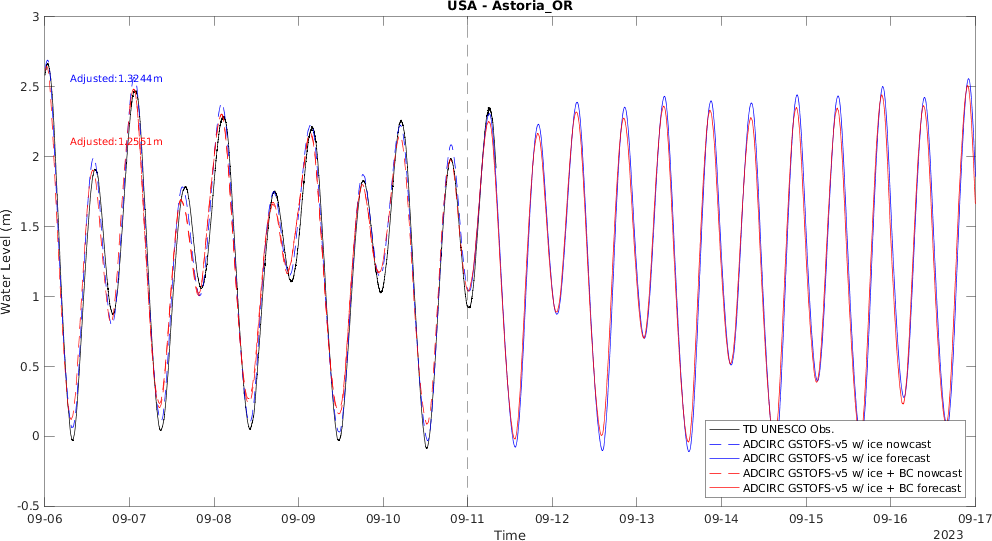 USA - Astoria_OR
3
2.5
2
1.5
1
0.5
0
-0.5
Water Level (m)
Adjusted:1.3244m
Adjusted:1.2551m
TD UNESCO Obs.
ADCIRC GSTOFS-v5 w/ ice nowcast
ADCIRC GSTOFS-v5 w/ ice forecast
ADCIRC GSTOFS-v5 w/ ice + BC nowcast
ADCIRC GSTOFS-v5 w/ ice + BC forecast
09-06 09-07 09-08 09-09 09-10 09-11 09-12 09-13 09-14 09-15 09-16 09-17
Time
2023